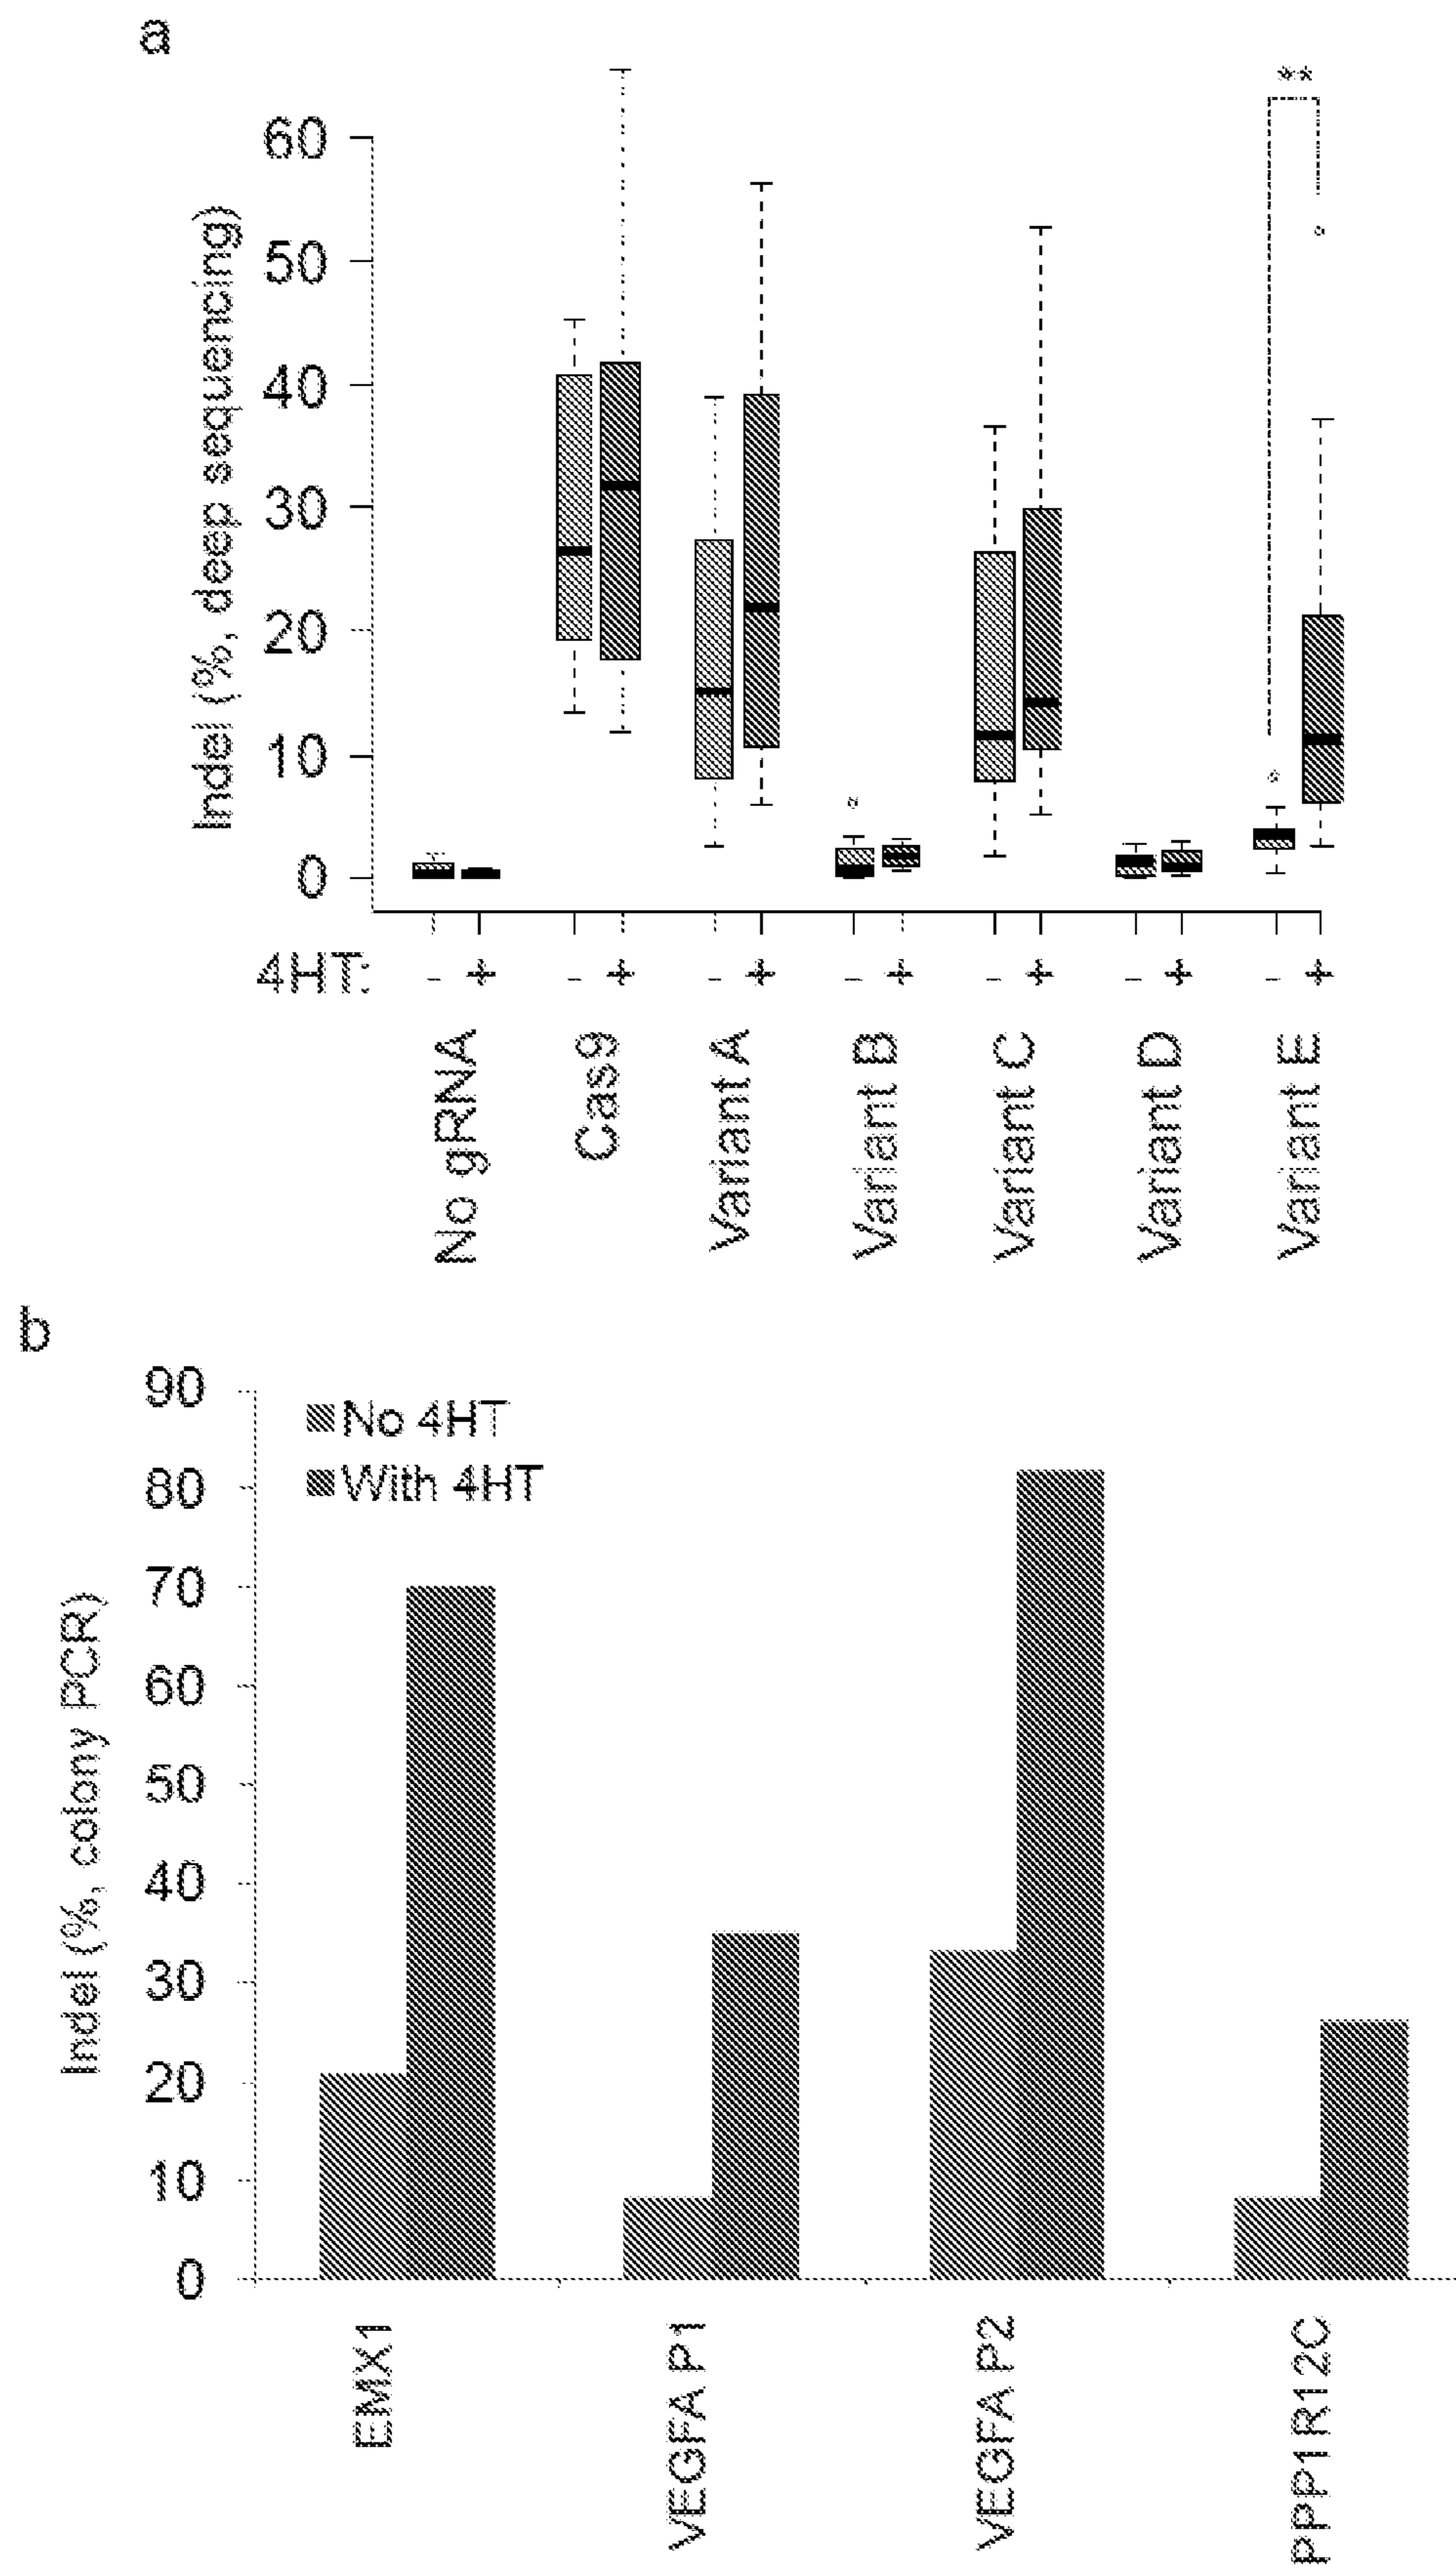 a
Indel (%, deep sequencing)
60
50
40
30
20
10
0
**
4HT: - + - + - + - + - + - + - +
No gRNA
Cas9
Variant A
Variant B
Variant C
Variant D
Variant E
b
Indel (%, colony PCR)
90
80
70
60
50
40
30
20
10
0
No 4HT
With 4HT
EMX1
VEGFA P1
VEGFA P2
PPP1R12C